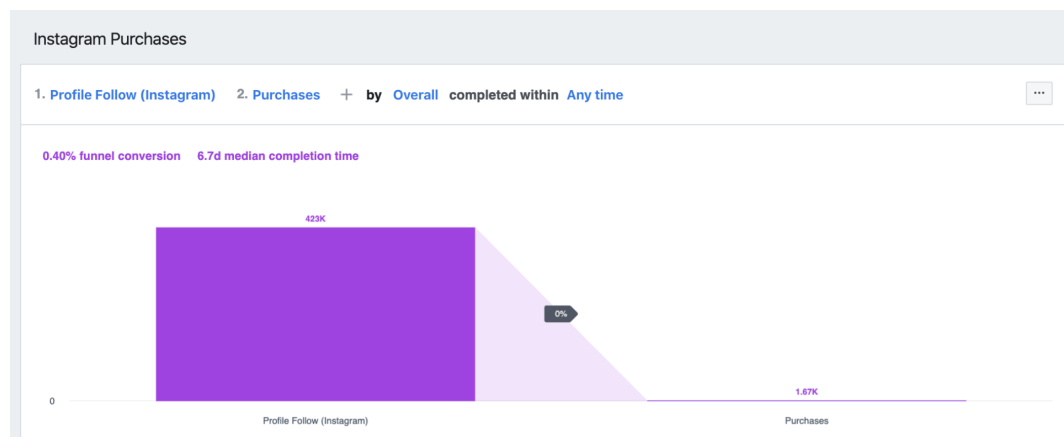 Instagram Purchases
1. Profile Follow (Instagram) 2. Purchases + by Overall completed within Any time ...
0.40% funnel conversion 6.7d median completion time
423K
0%
1.67K
0
Profile Follow (Instagram) Purchases